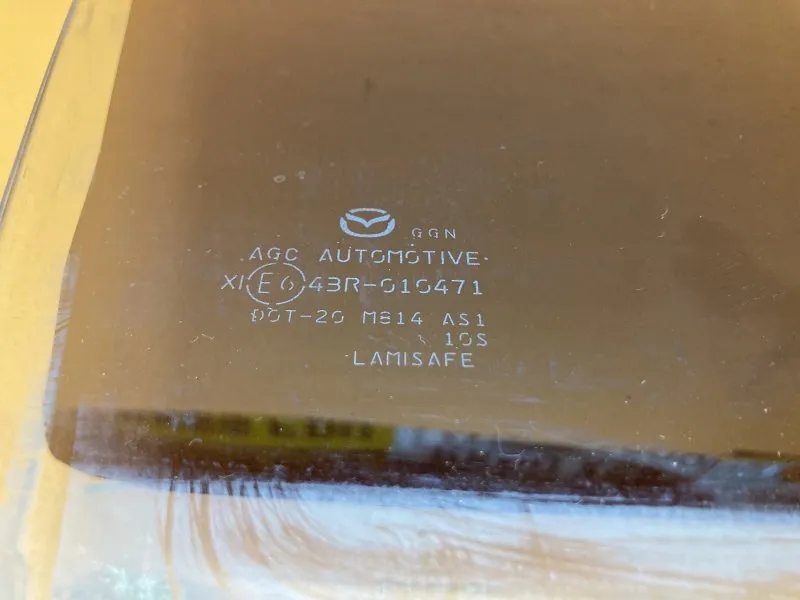 GGN
AGC AUTOMOTIVE
XI E6 43R-010471
DOT-20 M814 AS1
10S
LAMISAFE